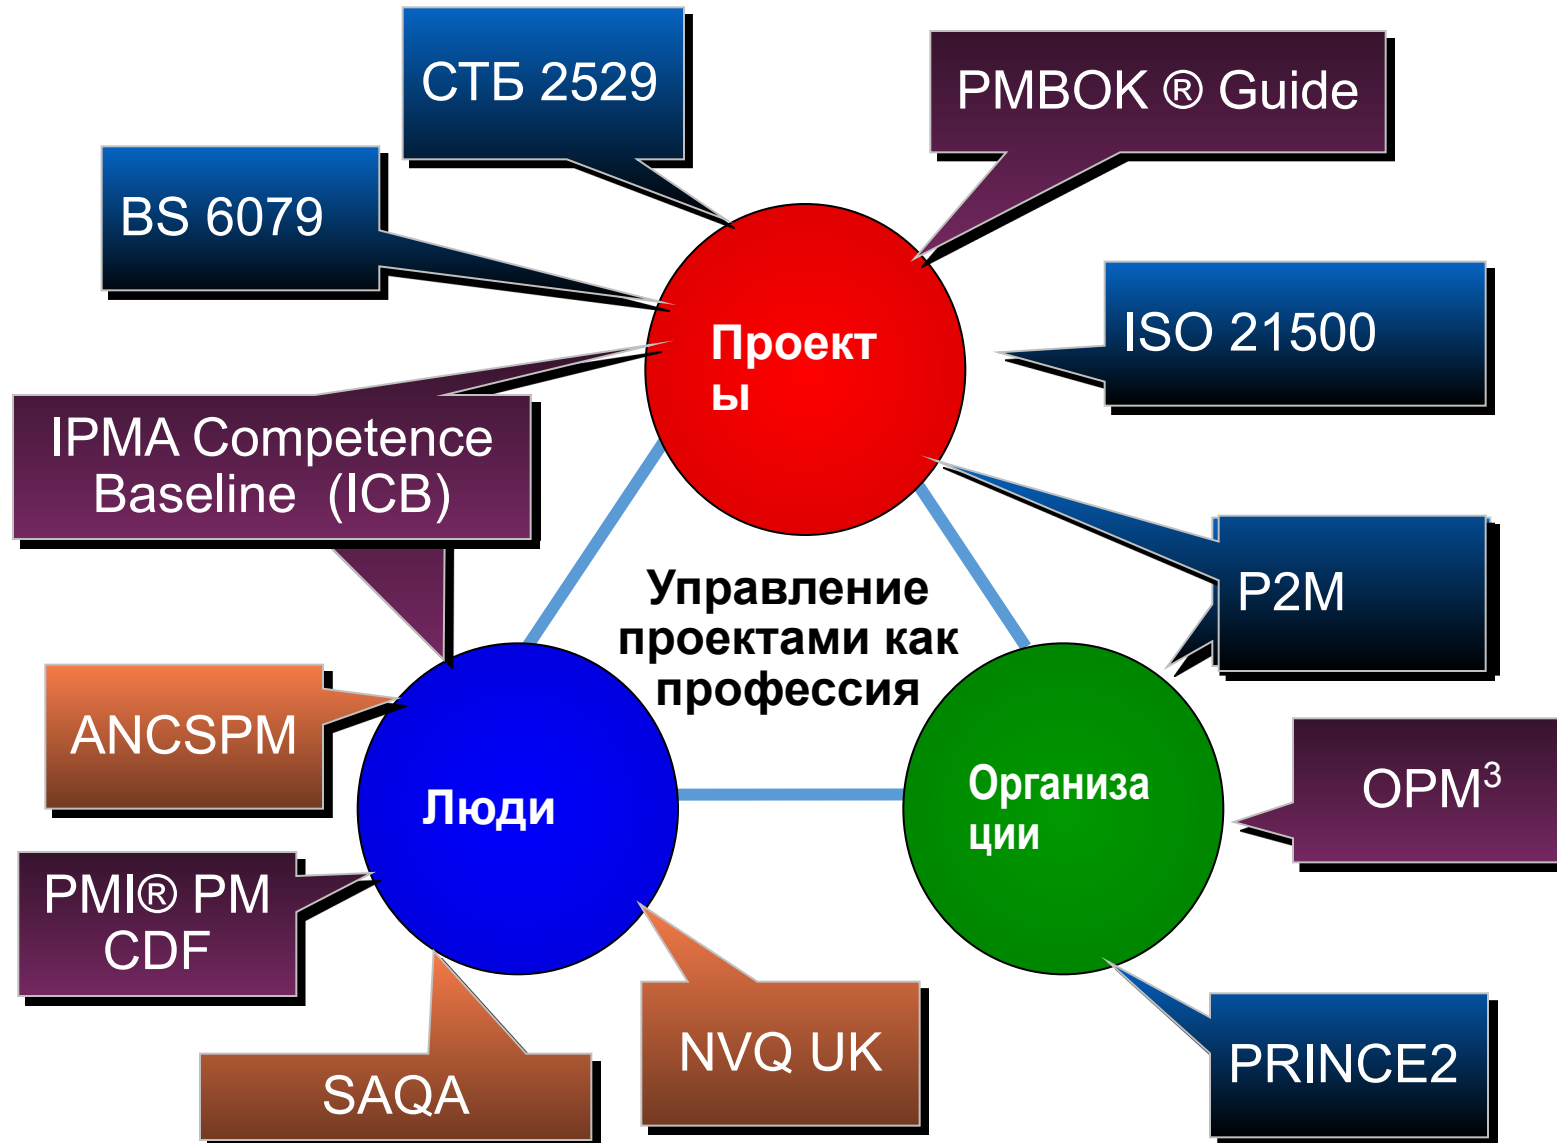 СТБ 2529
PMBOK ® Guide
BS 6079
ISO 21500
Проект
ы
IPMA Competence
Baseline (ICB)
P2M
Управление
проектами как
профессия
ANCSPM
Люди
Организа
ции
OPM³
PMI® PM
CDF
NVQ UK
SAQA
PRINCE2